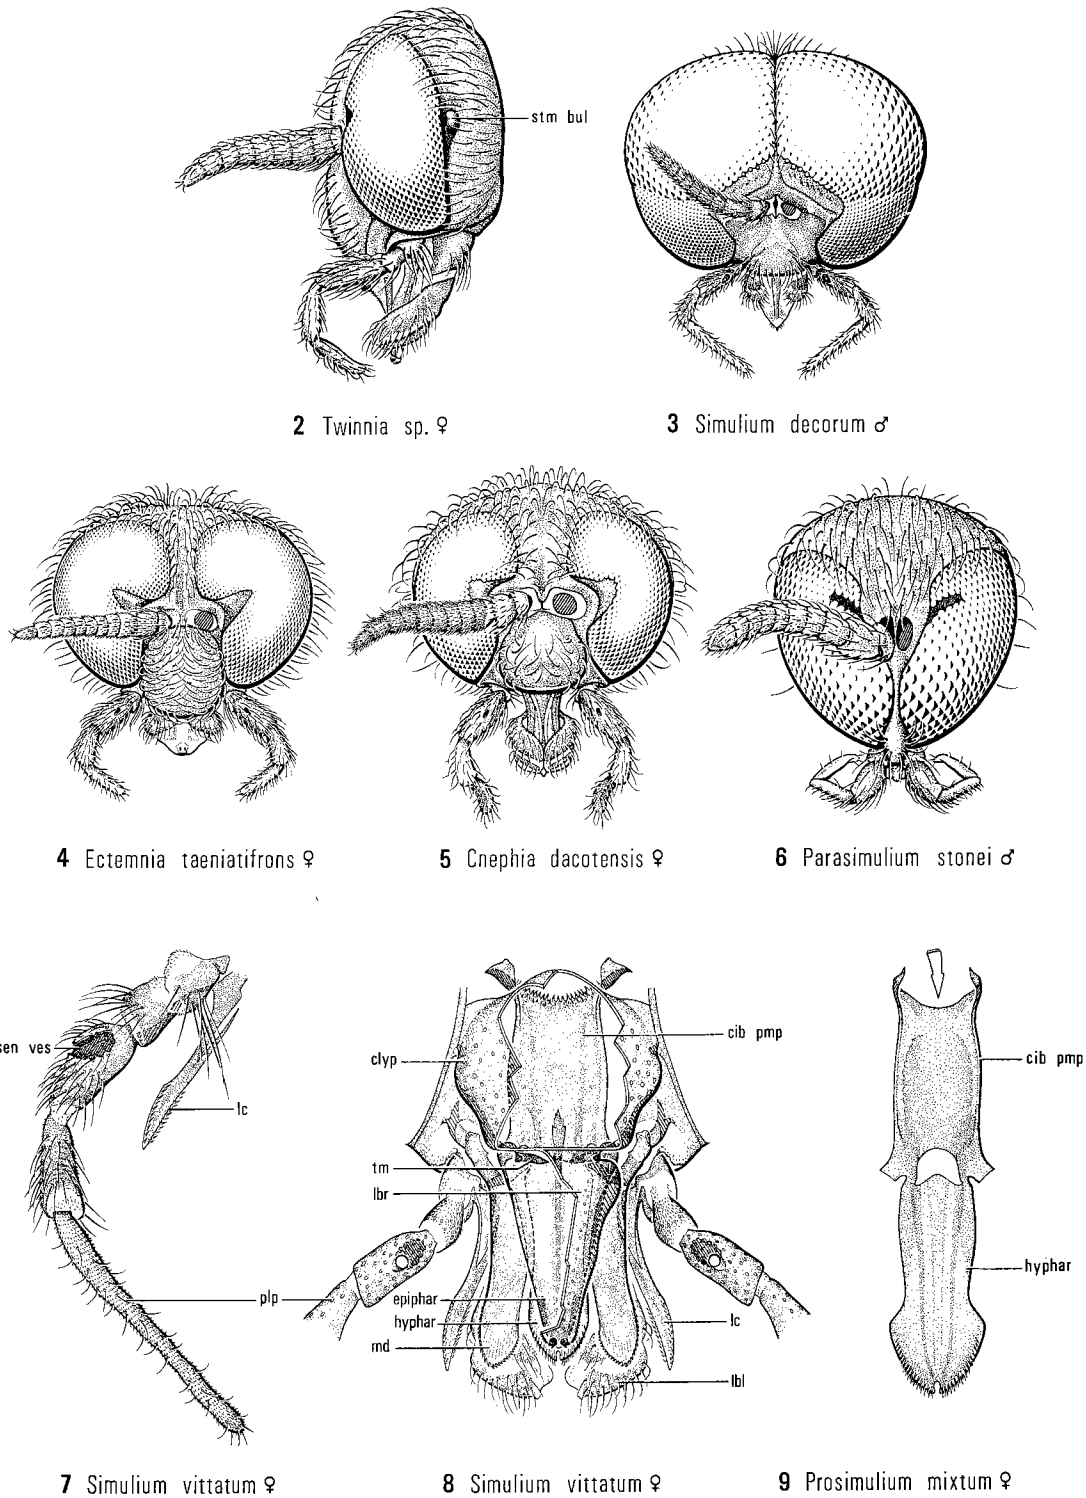 stm bul
2 Twinnia sp. ♀
3 Simulium decorum ♂
4 Ectemnia taeniatifrons ♀
5 Cnephia dacotensis ♀
6 Parasimulium stonei ♂
sen ves
lc
plp
clyp
cib pmp
tm
lbr
epiphar
hyphar
md
lc
lbl
cib pmp
hyphar
7 Simulium vittatum ♀
8 Simulium vittatum ♀
9 Prosimulium mixtum ♀